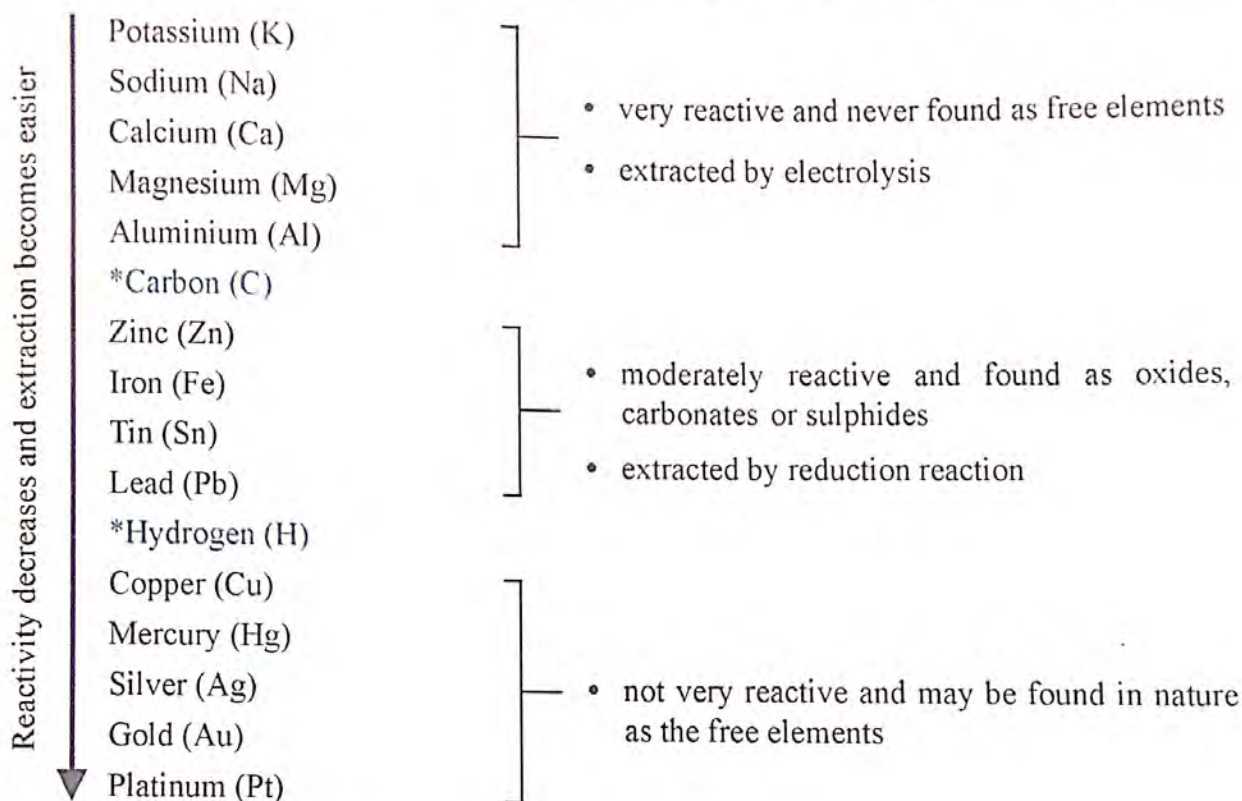 Reactivity decreases and extraction becomes easier
Potassium (K)
Sodium (Na)
Calcium (Ca)
Magnesium (Mg)
Aluminium (Al)
*Carbon (C)
Zinc (Zn)
Iron (Fe)
Tin (Sn)
Lead (Pb)
*Hydrogen (H)
Copper (Cu)
Mercury (Hg)
Silver (Ag)
Gold (Au)
Platinum (Pt)
• very reactive and never found as free elements
• extracted by electrolysis
• moderately reactive and found as oxides,
carbonates or sulphides
• extracted by reduction reaction
• not very reactive and may be found in nature
as the free elements